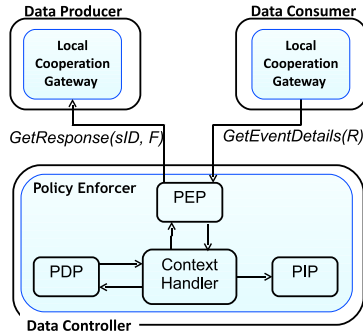 Data Producer
Data Consumer
Local
Cooperation
Gateway
Local
Cooperation
Gateway
GetResponse(sID, F)
GetEventDetails(R)
Policy Enforcer
PEP
PDP
Context
Handler
PIP
Data Controller